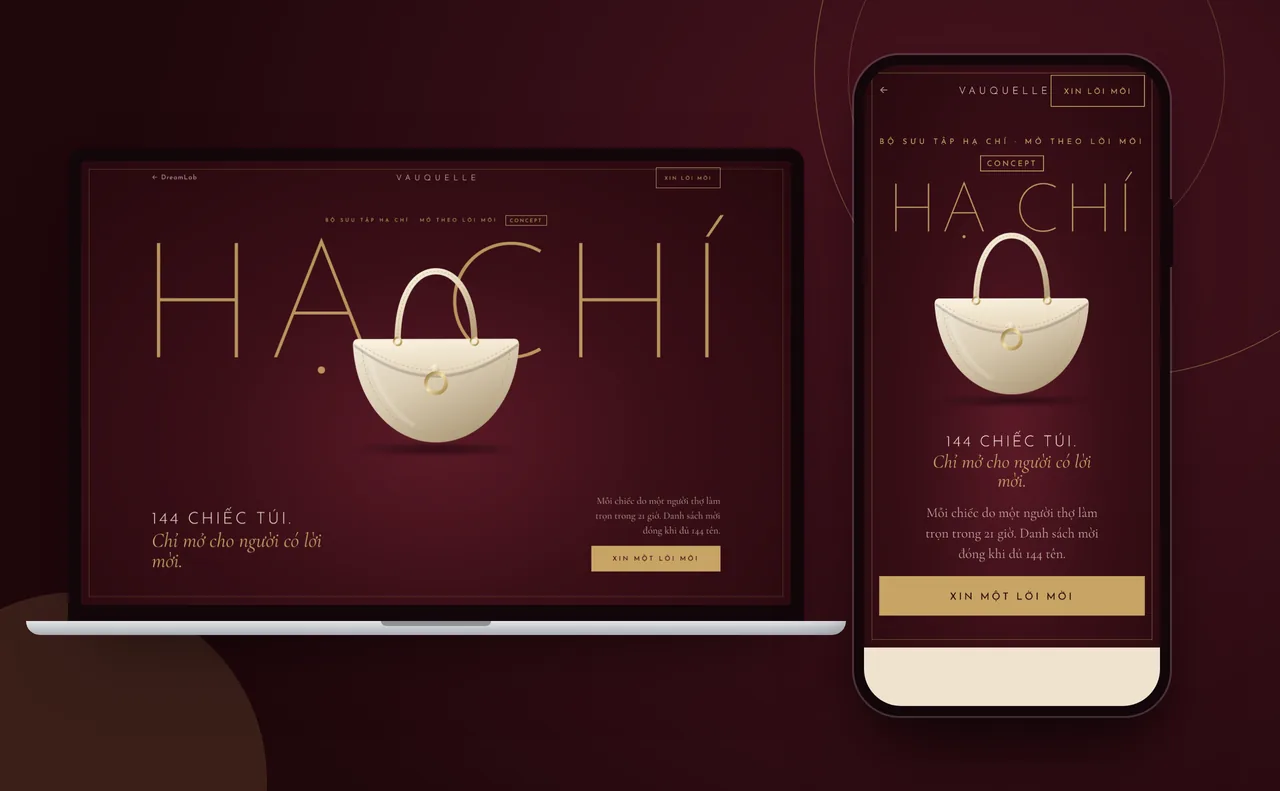 ← DreamLab
VAUQUELLE
XIN LỜI MỜI
BỘ SƯU TẬP HẠ CHÍ · MỞ THEO LỜI MỜI
CONCEPT
HẠ CHÍ
144 CHIẾC TÚI.
Chỉ mở cho người có lời
mời.
Mỗi chiếc do một người thợ làm
trọn trong 21 giờ. Danh sách mời
đóng khi đủ 144 tên.
XIN MỘT LỜI MỜI
←
VAUQUELLE
XIN LỜI MỜI
BỘ SƯU TẬP HẠ CHÍ · MỞ THEO LỜI MỜI
CONCEPT
HẠ CHÍ
144 CHIẾC TÚI.
Chỉ mở cho người có lời
mời.
Mỗi chiếc do một người thợ làm
trọn trong 21 giờ. Danh sách mời
đóng khi đủ 144 tên.
XIN MỘT LỜI MỜI